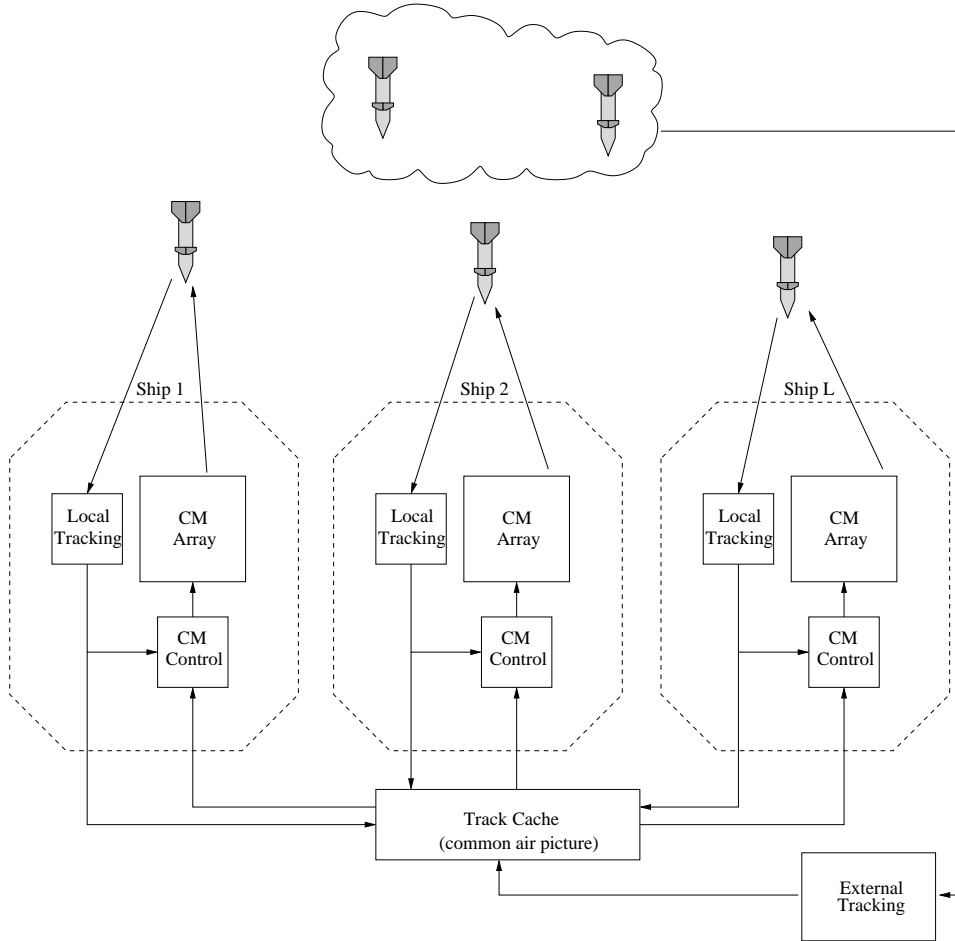 Ship 1
Ship 2
Ship L
Local
Tracking
CM
Array
CM
Control
Local
Tracking
CM
Array
CM
Control
Local
Tracking
CM
Array
CM
Control
Track Cache
(common air picture)
External
Tracking